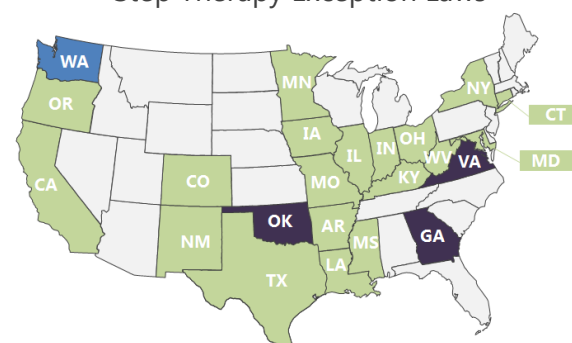 Step Therapy Exception Laws
WA
OR
MN
NY
CT
IA
IL
IN
OH
WV
VA
MD
CA
CO
MO
KY
OK
AR
NM
MS
GA
LA
TX